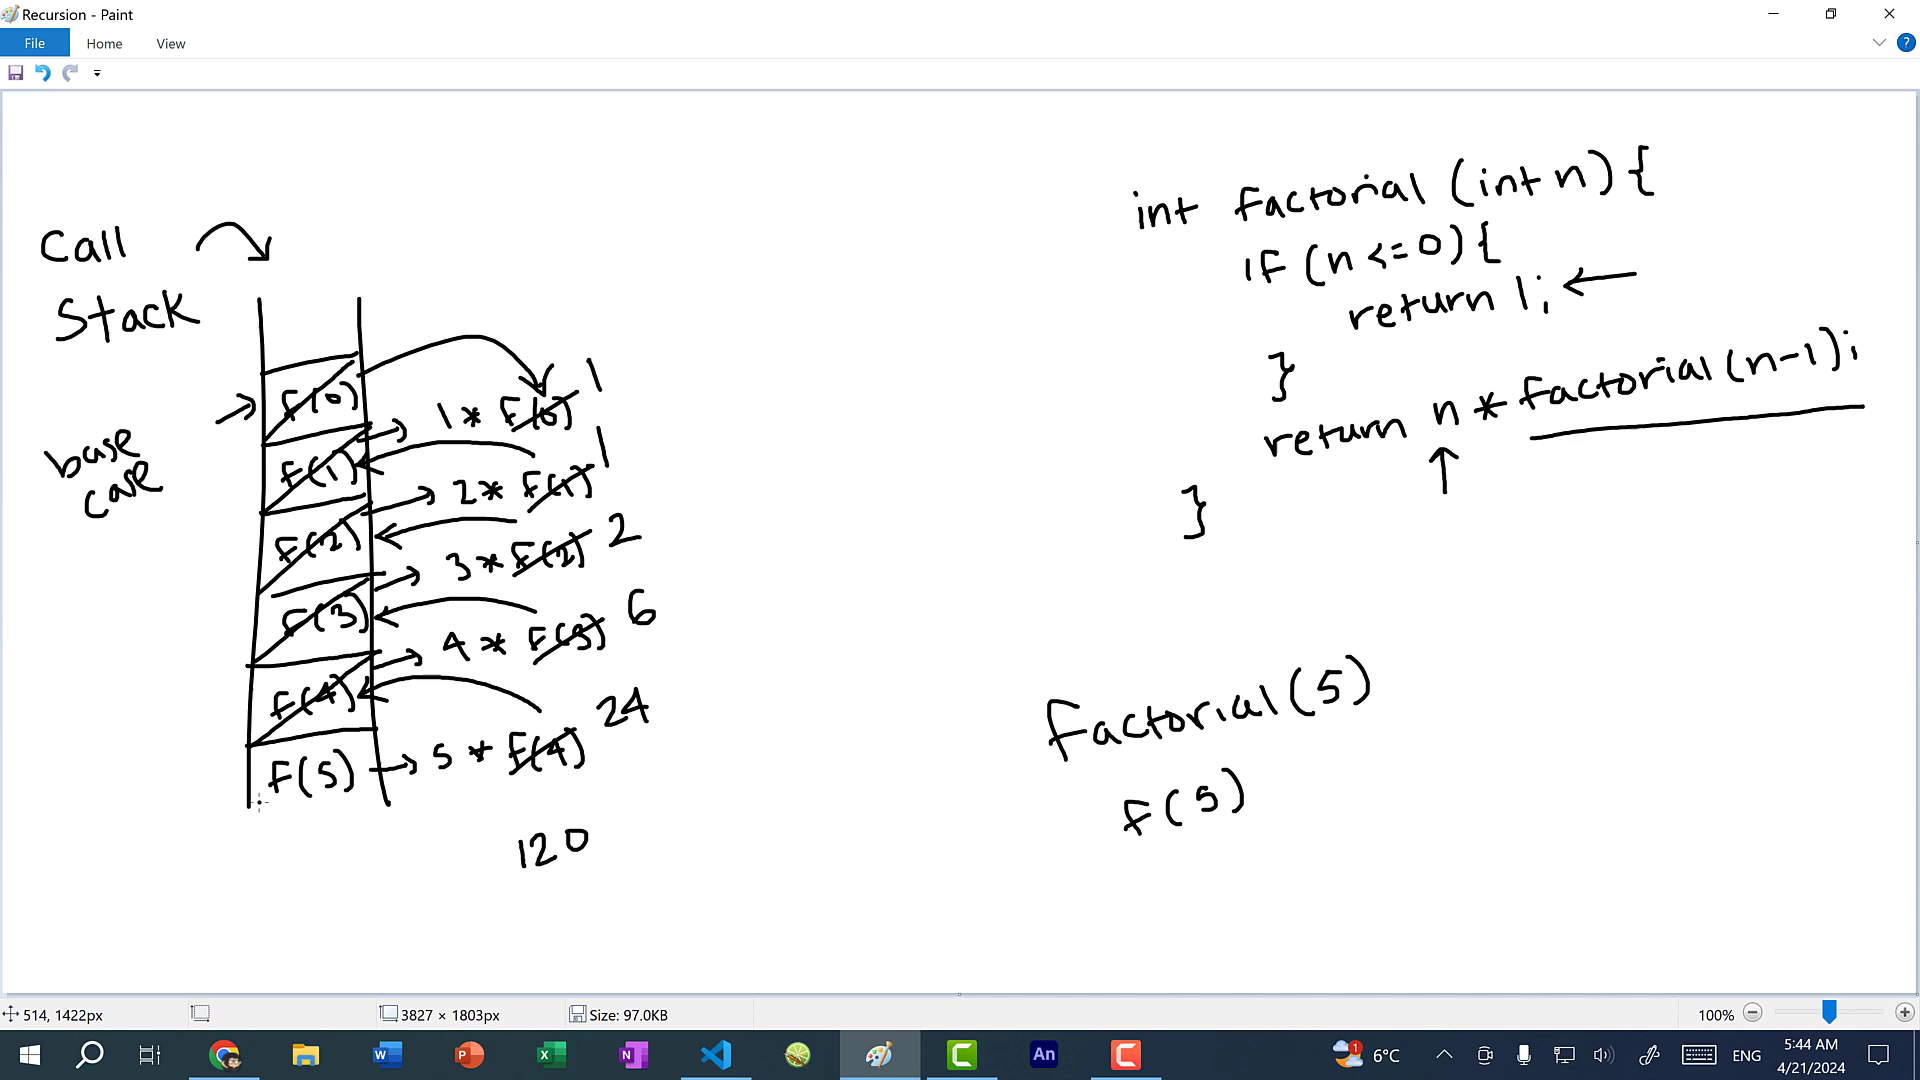 Recursion - Paint
File Home View
Call
Stack
base
case
f(0)
f(1)
f(2)
f(3)
f(4)
f(5)
1 * f(0) 1
2 * f(1) 1
3 * f(2) 2
4 * f(3) 6
5 * f(4) 24
120
int factorial (int n) {
if (n <= 0) {
return 1;
}
return n * factorial (n-1);
}
factorial (5)
f(5)
514, 1422px
3827 × 1803px
Size: 97.0KB
100%
1
6°C
ENG
5:44 AM
4/21/2024
W
P
X
N
An
C
C